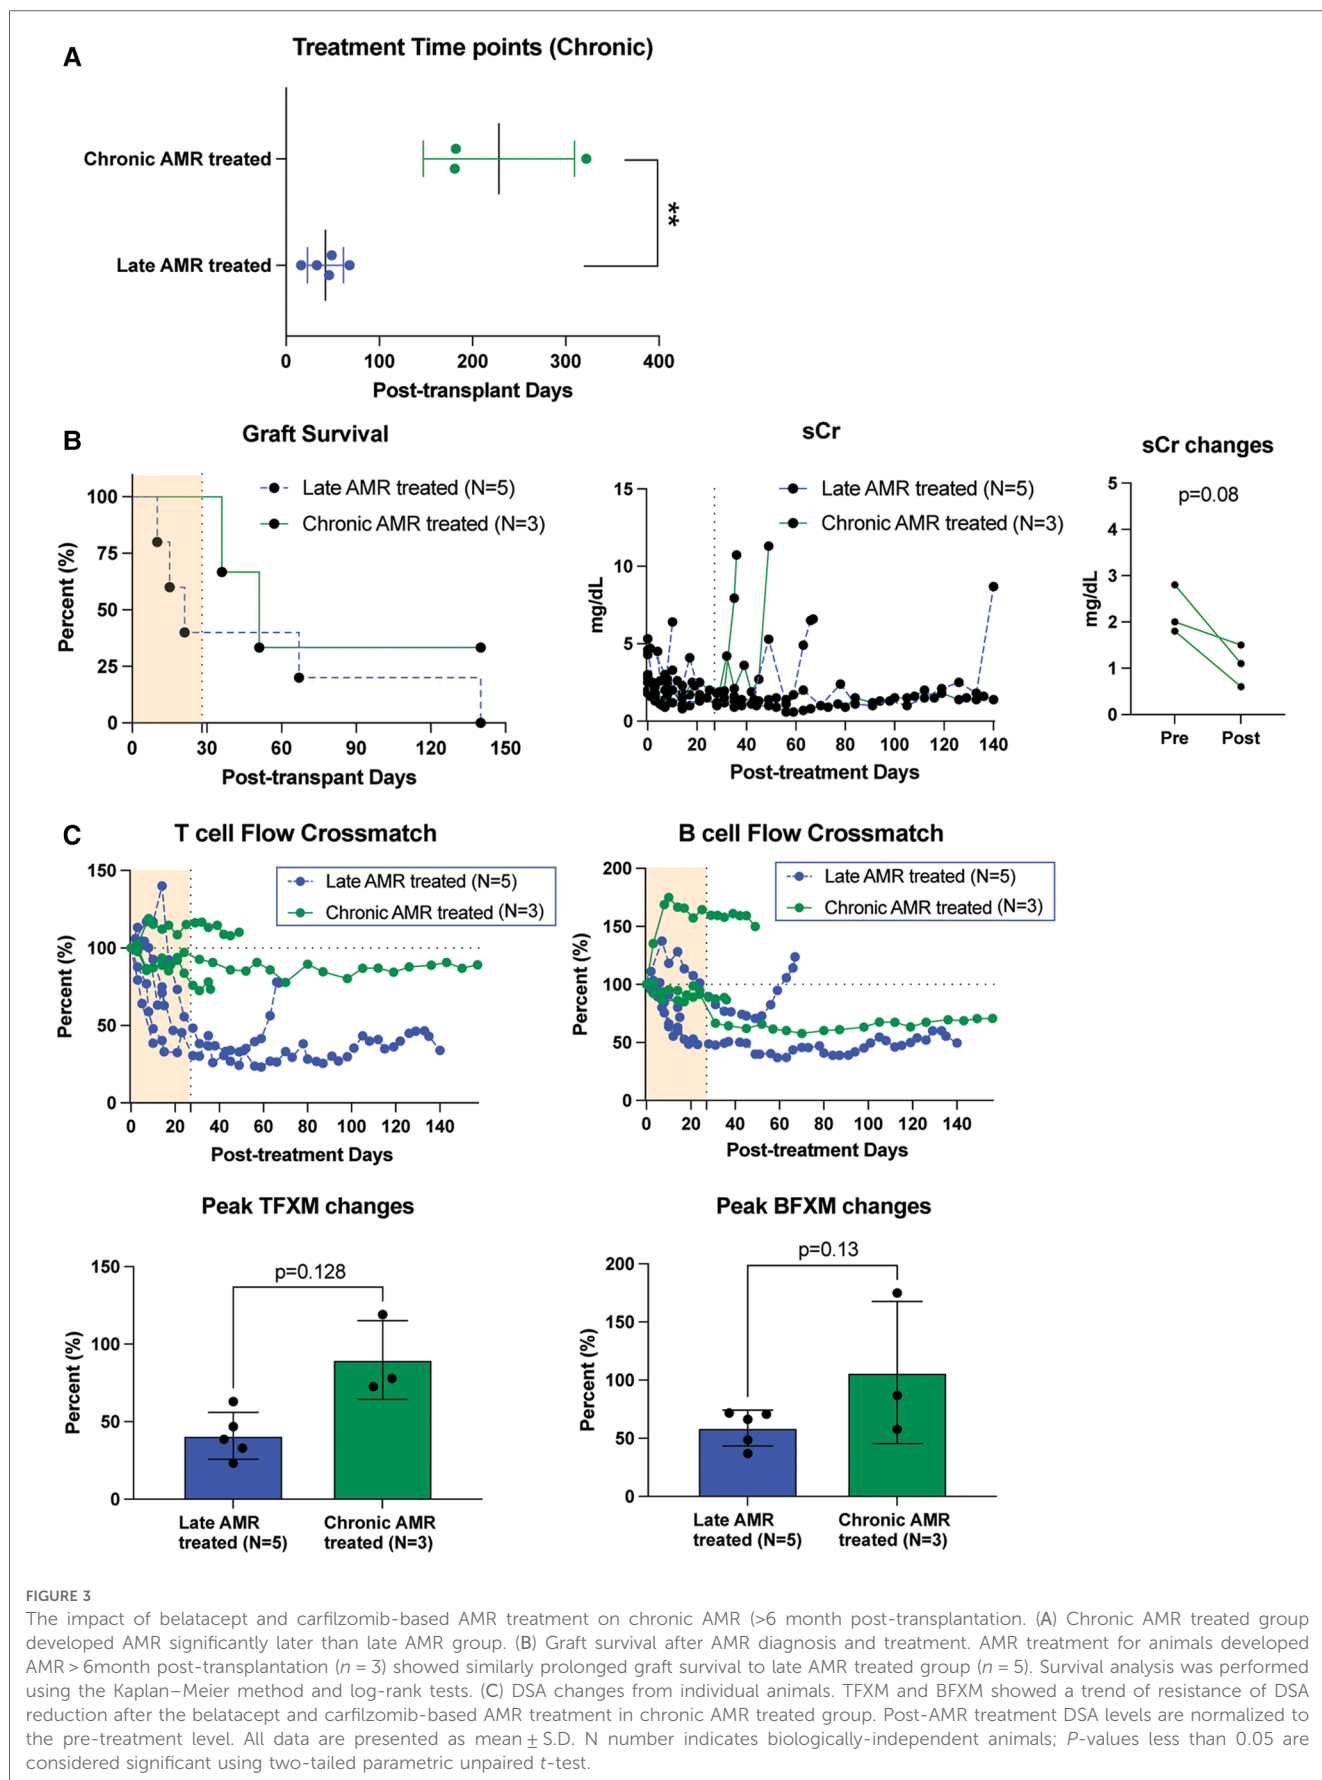 A
Treatment Time points (Chronic)
Chronic AMR treated
Late AMR treated
**
0 100 200 300 400
Post-transplant Days
B
Graft Survival
Late AMR treated (N=5)
Chronic AMR treated (N=3)
Percent (%)
100
75
50
25
0
0 30 60 90 120 150
Post-transpant Days
sCr
Late AMR treated (N=5)
Chronic AMR treated (N=3)
mg/dL
15
10
5
0
0 20 40 60 80 100 120 140
Post-treatment Days
sCr changes
p=0.08
mg/dL
5
4
3
2
1
0
Pre Post
C
T cell Flow Crossmatch
Late AMR treated (N=5)
Chronic AMR treated (N=3)
Percent (%)
150
100
50
0
0 20 40 60 80 100 120 140
Post-treatment Days
B cell Flow Crossmatch
Late AMR treated (N=5)
Chronic AMR treated (N=3)
Percent (%)
200
150
100
50
0
0 20 40 60 80 100 120 140
Post-treatment Days
Peak TFXM changes
p=0.128
Percent (%)
150
100
50
0
Late AMR
treated (N=5)
Chronic AMR
treated (N=3)
Peak BFXM changes
p=0.13
Percent (%)
200
150
100
50
0
Late AMR
treated (N=5)
Chronic AMR
treated (N=3)
FIGURE 3
The impact of belatacept and carfilzomib-based AMR treatment on chronic AMR (>6 month post-transplantation. (A) Chronic AMR treated group
developed AMR significantly later than late AMR group. (B) Graft survival after AMR diagnosis and treatment. AMR treatment for animals developed
AMR > 6month post-transplantation (n = 3) showed similarly prolonged graft survival to late AMR treated group (n = 5). Survival analysis was performed
using the Kaplan–Meier method and log-rank tests. (C) DSA changes from individual animals. TFXM and BFXM showed a trend of resistance of DSA
reduction after the belatacept and carfilzomib-based AMR treatment in chronic AMR treated group. Post-AMR treatment DSA levels are normalized to
the pre-treatment level. All data are presented as mean ± S.D. N number indicates biologically-independent animals; P-values less than 0.05 are
considered significant using two-tailed parametric unpaired t-test.